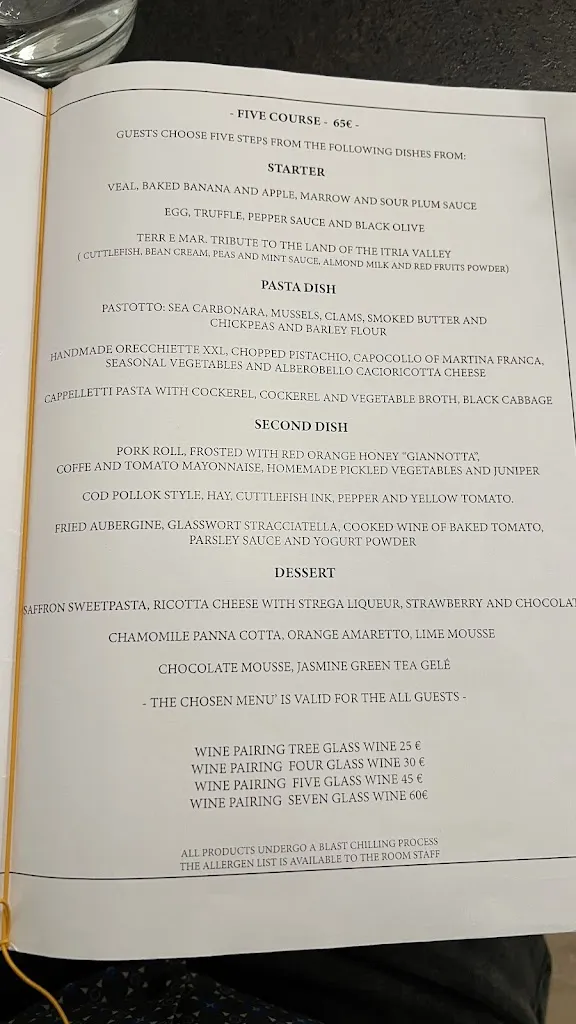 - FIVE COURSE - 65€ -
GUESTS CHOOSE FIVE STEPS FROM THE FOLLOWING DISHES FROM:
STARTER
VEAL, BAKED BANANA AND APPLE, MARROW AND SOUR PLUM SAUCE
EGG, TRUFFLE, PEPPER SAUCE AND BLACK OLIVE
TERR E MAR. TRIBUTE TO THE LAND OF THE ITRIA VALLEY
( CUTTLEFISH, BEAN CREAM, PEAS AND MINT SAUCE, ALMOND MILK AND RED FRUITS POWDER)
PASTA DISH
PASTOTTO: SEA CARBONARA, MUSSELS, CLAMS, SMOKED BUTTER AND
CHICKPEAS AND BARLEY FLOUR
HANDMADE ORECCHIETTE XXL, CHOPPED PISTACHIO, CAPOCOLLO OF MARTINA FRANCA,
SEASONAL VEGETABLES AND ALBEROBELLO CACIORICOTTA CHEESE
CAPPELLETTI PASTA WITH COCKEREL, COCKEREL AND VEGETABLE BROTH, BLACK CABBAGE
SECOND DISH
PORK ROLL, FROSTED WITH RED ORANGE HONEY "GIANNOTTA",
COFFE AND TOMATO MAYONNAISE, HOMEMADE PICKLED VEGETABLES AND JUNIPER
COD POLLOK STYLE, HAY, CUTTLEFISH INK, PEPPER AND YELLOW TOMATO.
FRIED AUBERGINE, GLASSWORT STRACCIATELLA, COOKED WINE OF BAKED TOMATO,
PARSLEY SAUCE AND YOGURT POWDER
DESSERT
SAFFRON SWEETPASTA, RICOTTA CHEESE WITH STREGA LIQUEUR, STRAWBERRY AND CHOCOLAT
CHAMOMILE PANNA COTTA, ORANGE AMARETTO, LIME MOUSSE
CHOCOLATE MOUSSE, JASMINE GREEN TEA GELÉ
- THE CHOSEN MENU' IS VALID FOR THE ALL GUESTS -
WINE PAIRING TREE GLASS WINE 25 €
WINE PAIRING FOUR GLASS WINE 30 €
WINE PAIRING FIVE GLASS WINE 45 €
WINE PAIRING SEVEN GLASS WINE 60€
ALL PRODUCTS UNDERGO A BLAST CHILLING PROCESS
THE ALLERGEN LIST IS AVAILABLE TO THE ROOM STAFF